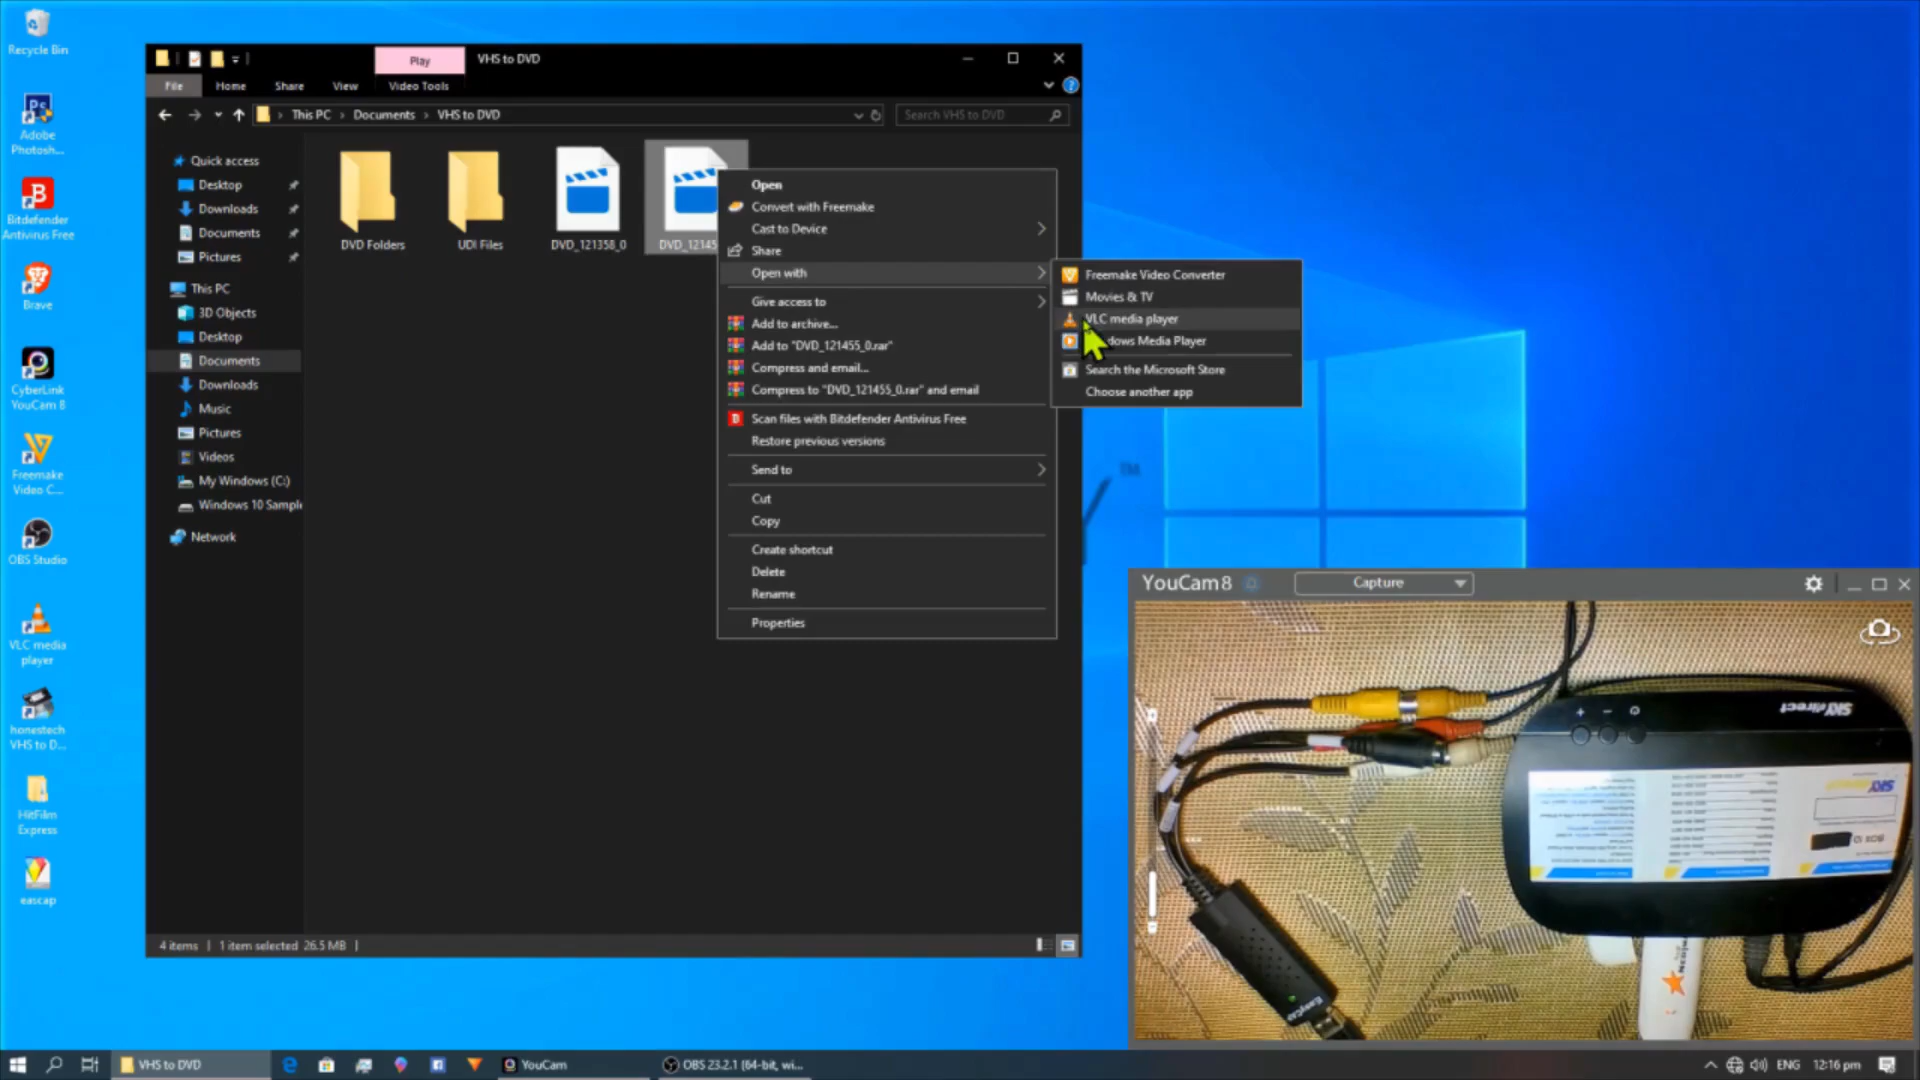 Recycle Bin
Adobe
Photosh...
Bitdefender
Antivirus Free
Brave
CyberLink
YouCam 8
Freemake
Video C...
OBS Studio
VLC media
player
honestech
VHS to D...
HitFilm
Express
eascap
Play
VHS to DVD
File
Home
Share
View
Video Tools
This PC
Documents
VHS to DVD
Search VHS to DVD
Quick access
Desktop
Downloads
Documents
Pictures
This PC
3D Objects
Desktop
Documents
Downloads
Music
Pictures
Videos
My Windows (C:)
Windows 10 Sampl
Network
DVD Folders
UDI Files
DVD_121358_0
DVD_12145
Open
Convert with Freemake
Cast to Device
Share
Open with
Give access to
Add to archive...
Add to "DVD_121455_0.rar"
Compress and email...
Compress to "DVD_121455_0.rar" and email
Scan files with Bitdefender Antivirus Free
Restore previous versions
Send to
Cut
Copy
Create shortcut
Delete
Rename
Properties
Freemake Video Converter
Movies & TV
VLC media player
dows Media Player
Search the Microsoft Store
Choose another app
TM
4 items
1 item selected 26.5 MB
YouCam 8
Capture
SKYdirect
SKY
BOX ID
EasyCap
VHS to DVD
YouCam
OBS 23.2.1 (64-bit, wi...
ENG
12:16 pm